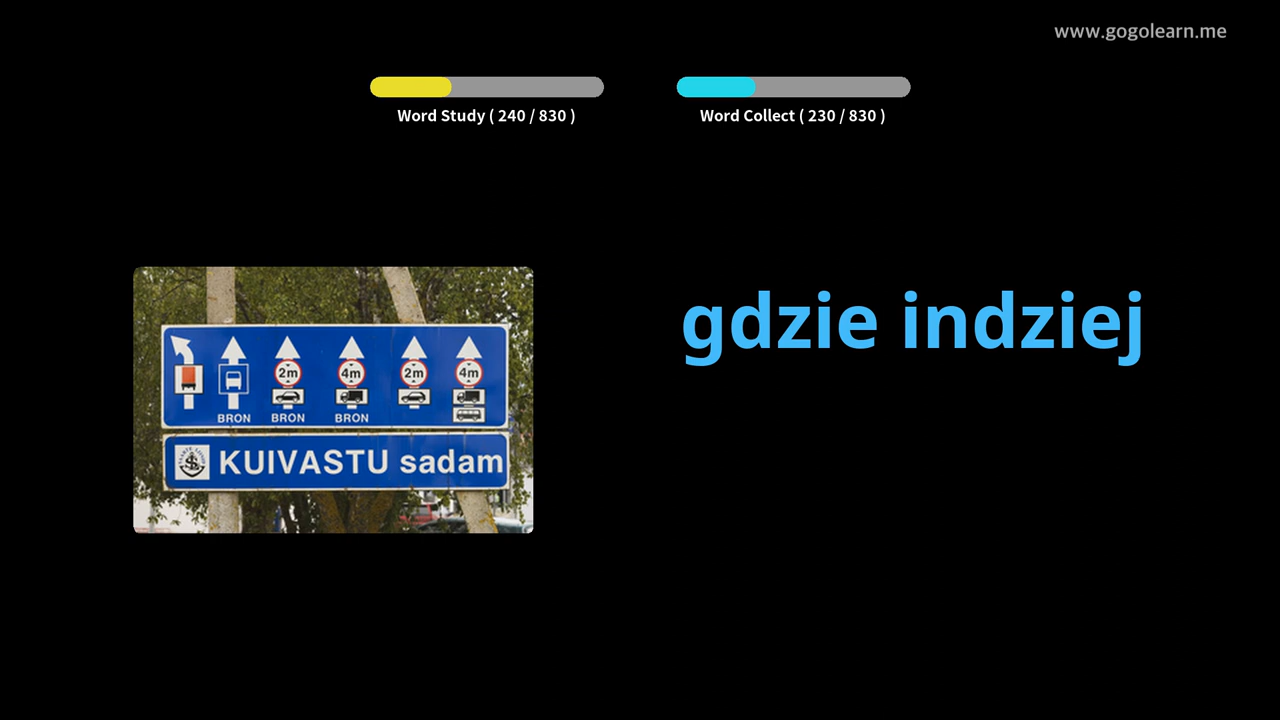 www.gogolearn.me
Word Study ( 240 / 830 )
Word Collect ( 230 / 830 )
gdzie indziej
2m 4m 2m 4m
BRON BRON BRON
KUIVASTU sadam